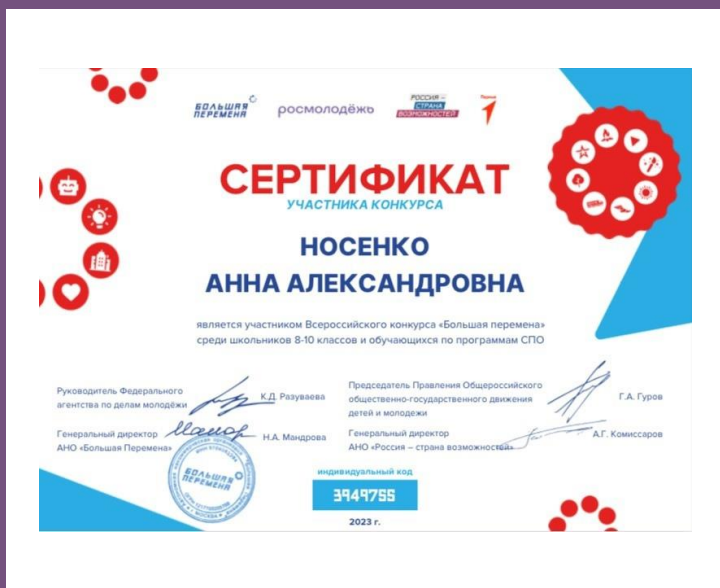 БОЛЬШАЯ ПЕРЕМЕНА
росмолодёжь
РОССИЯ –
СТРАНА
ВОЗМОЖНОСТЕЙ
СЕРТИФИКАТ
УЧАСТНИКА КОНКУРСА
НОСЕНКО
АННА АЛЕКСАНДРОВНА
является участником Всероссийского конкурса «Большая перемена»
среди школьников 8-10 классов и обучающихся по программам СПО
Руководитель Федерального
агентства по делам молодёжи
К.Д. Разуваева
Генеральный директор
АНО «Большая Перемена»
Н.А. Мандрова
Председатель Правления Общероссийского
общественно-государственного движения
детей и молодежи
Г.А. Гуров
Генеральный директор
АНО «Россия – страна возможностей»
А.Г. Комиссаров
БОЛЬШАЯ
ПЕРЕМЕНА
индивидуальный код
3949755
2023 г.